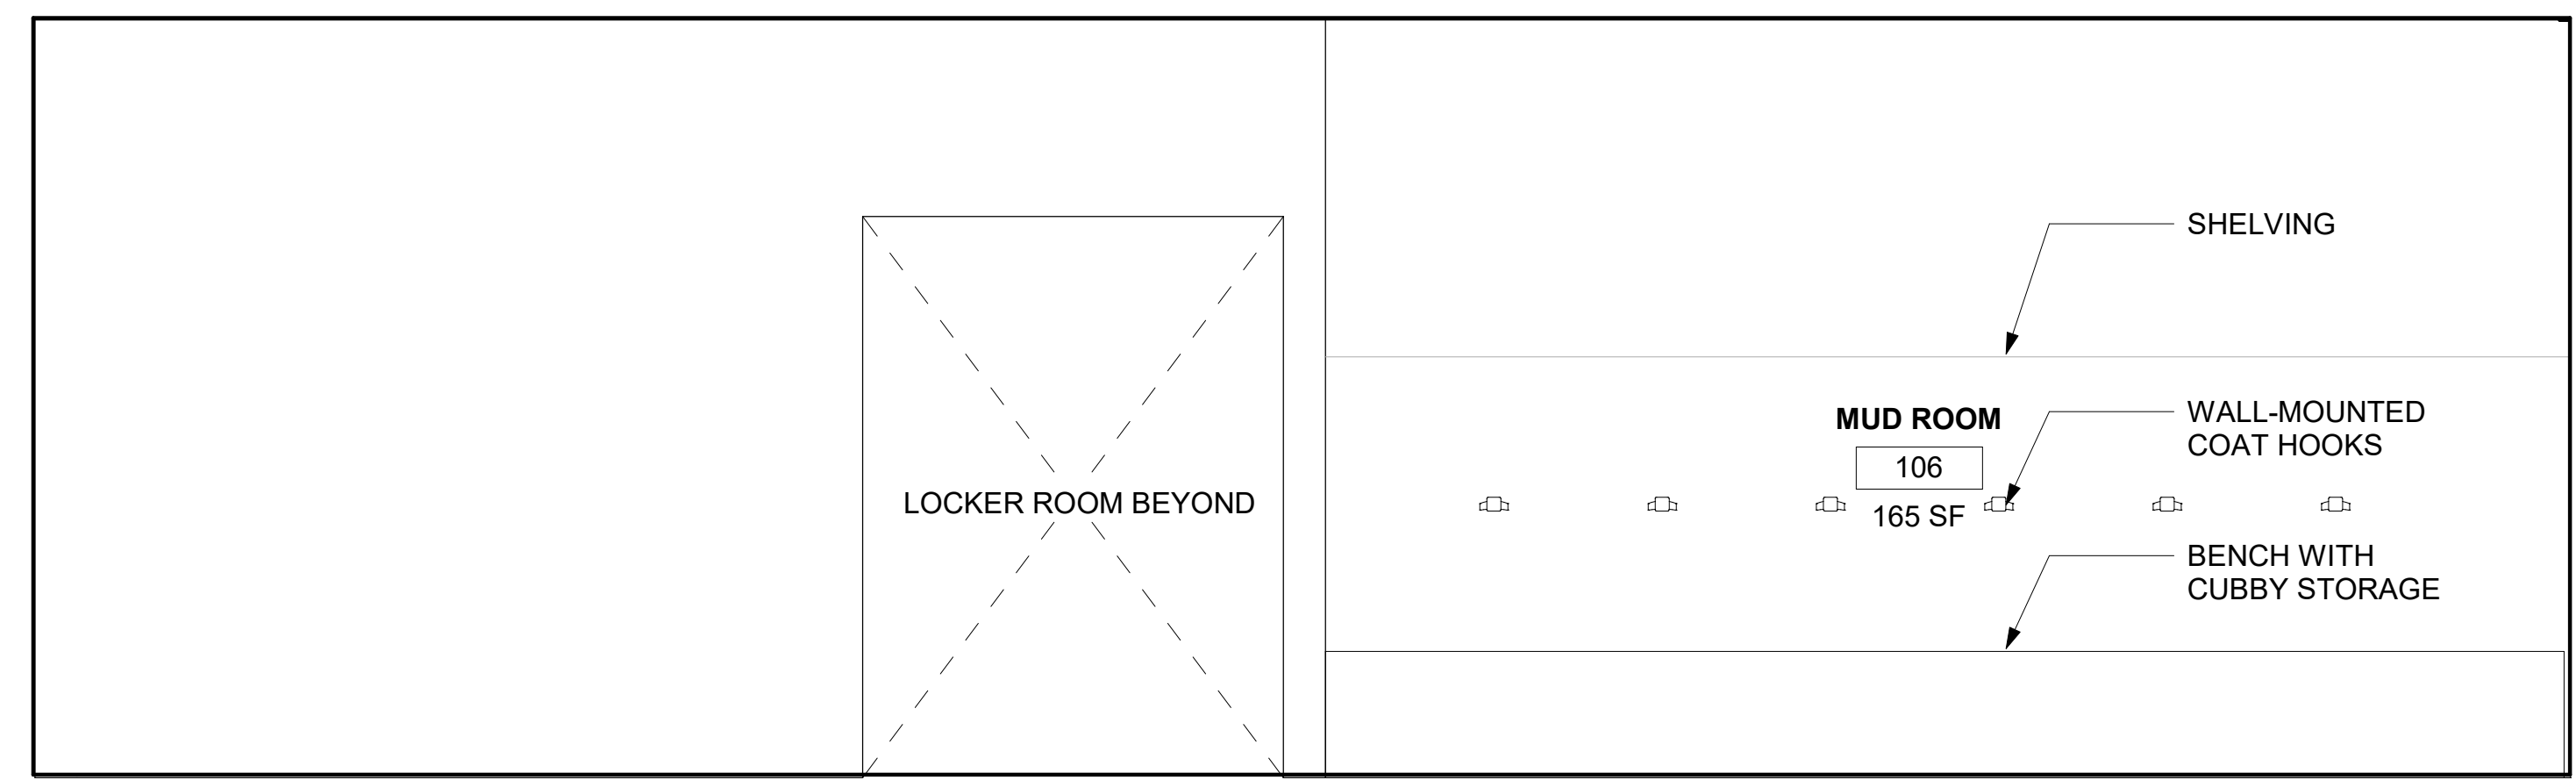 SHELVING
MUD ROOM
106
165 SF
WALL-MOUNTED
COAT HOOKS
LOCKER ROOM BEYOND
BENCH WITH
CUBBY STORAGE